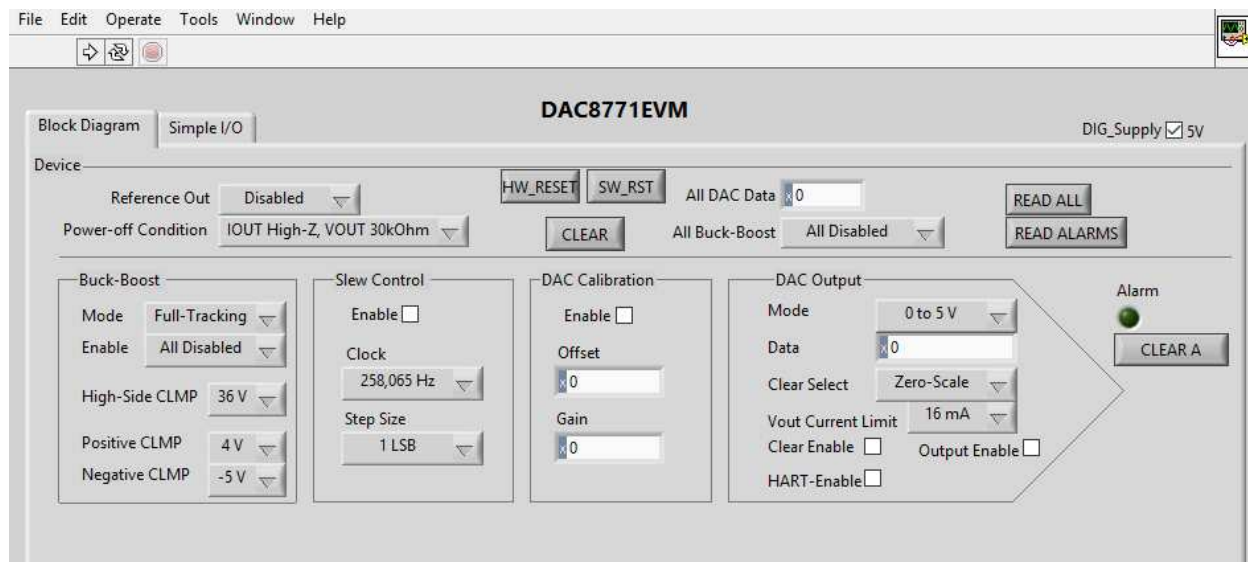 File Edit Operate Tools Window Help
DAC8771EVM
Block Diagram
Simple I/O
DIG_Supply 5V
Device
Reference Out Disabled
Power-off Condition IOUT High-Z, VOUT 30kOhm
HW_RESET SW_RST
CLEAR
All DAC Data x 0
All Buck-Boost All Disabled
READ ALL
READ ALARMS
Buck-Boost
Mode Full-Tracking
Enable All Disabled
High-Side CLMP 36 V
Positive CLMP 4 V
Negative CLMP -5 V
Slew Control
Enable
Clock
258,065 Hz
Step Size
1 LSB
DAC Calibration
Enable
Offset
x 0
Gain
x 0
DAC Output
Mode 0 to 5 V
Data x 0
Clear Select Zero-Scale
Vout Current Limit 16 mA
Clear Enable Output Enable
HART-Enable
Alarm
CLEAR A